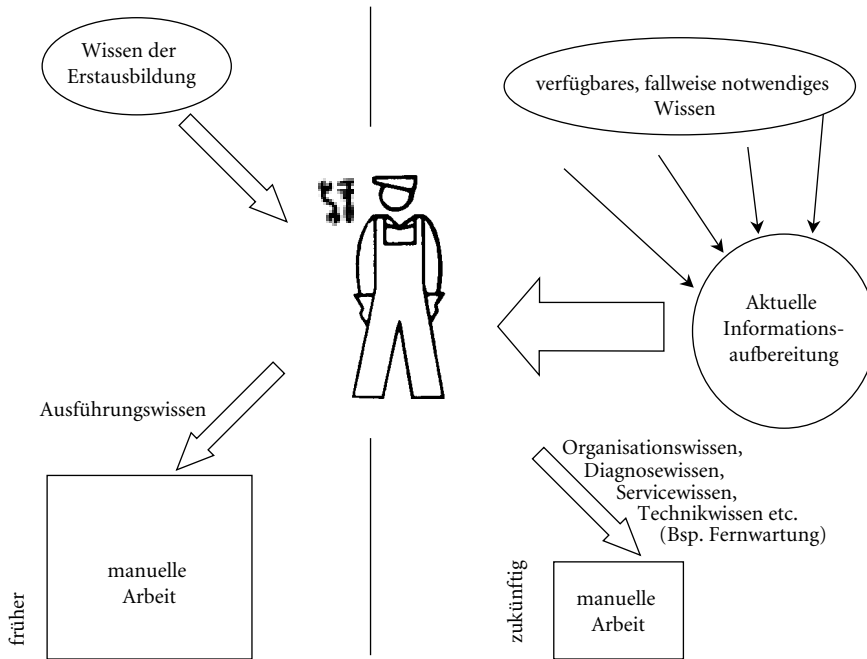 Wissen der
Erstausbildung
Ausführungswissen
manuelle
Arbeit
früher
verfügbares, fallweise notwendiges
Wissen
Aktuelle
Informations-
aufbereitung
Organisationswissen,
Diagnosewissen,
Servicewissen,
Technikwissen etc.
(Bsp. Fernwartung)
manuelle
Arbeit
zukünftig